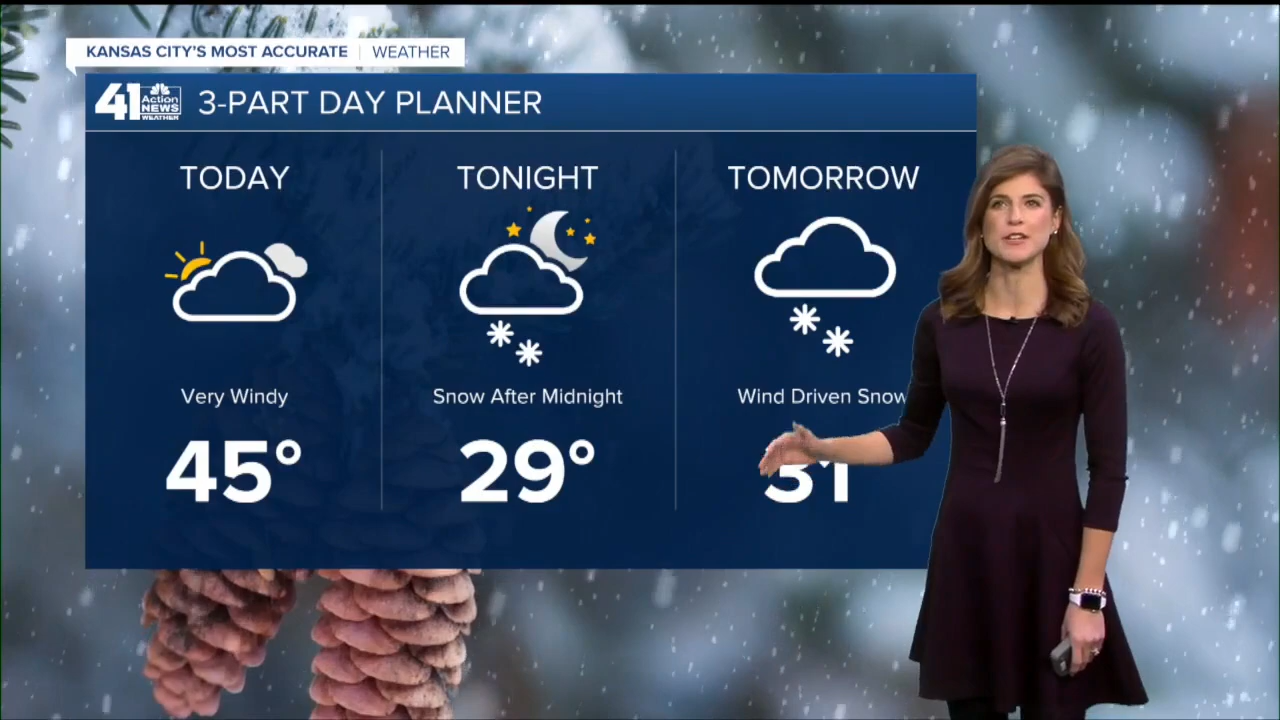 KANSAS CITY'S MOST ACCURATE | WEATHER
41 Action NEWS WEATHER
3-PART DAY PLANNER
TODAY
Very Windy
45°
TONIGHT
Snow After Midnight
29°
TOMORROW
Wind Driven Snow
31